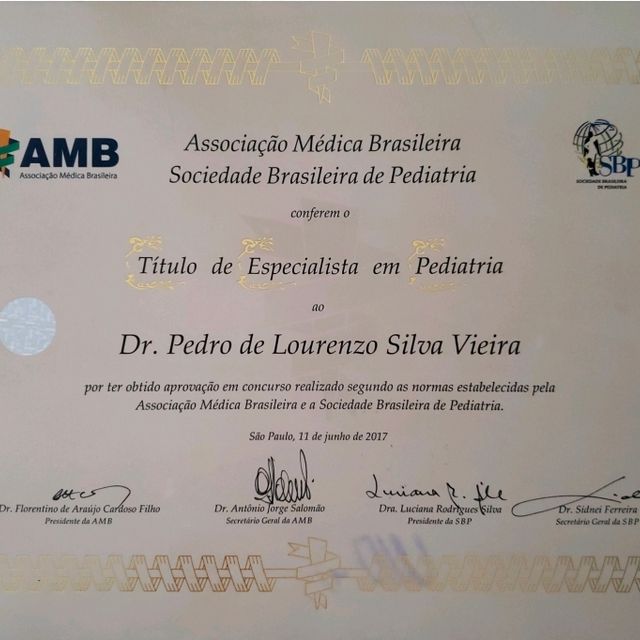 AMB
Associação Médica Brasileira
Associação Médica Brasileira
Sociedade Brasileira de Pediatria
SBP
SOCIEDADE BRASILEIRA
DE PEDIATRIA
conferem o
Título de Especialista em Pediatria
ao
Dr. Pedro de Lourenzo Silva Vieira
por ter obtido aprovação em concurso realizado segundo as normas estabelecidas pela
Associação Médica Brasileira e a Sociedade Brasileira de Pediatria.
São Paulo, 11 de junho de 2017
Luciana R. Silva
Dr. Florentino de Araújo Cardoso Filho
Presidente da AMB
Dr. Antônio Jorge Salomão
Secretário Geral da AMB
Dra. Luciana Rodrigues Silva
Presidente da SBP
Dr. Sidnei Ferreira
Secretário Geral da SBP